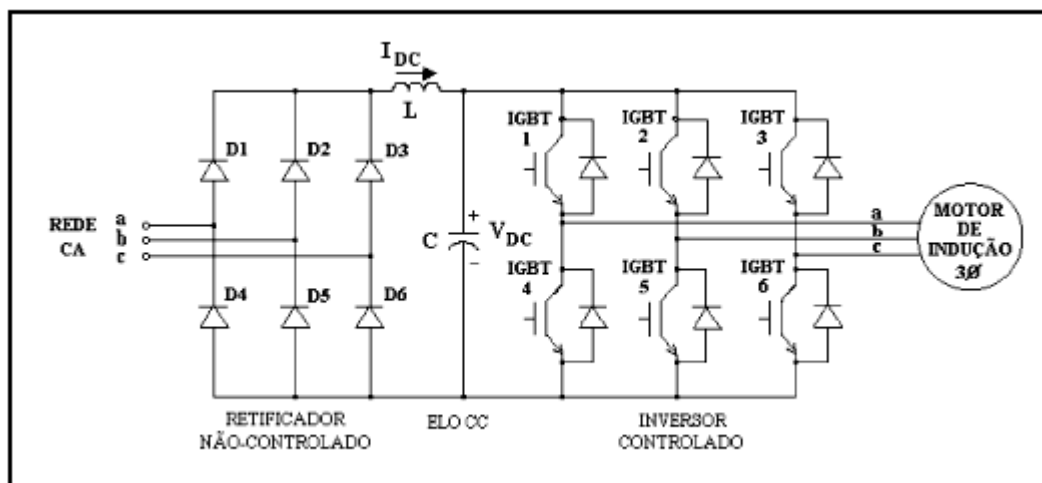 I DC
L
D1
D2
D3
REDE
CA
a
b
c
D4
D5
D6
C
+
V DC
-
IGBT
1
IGBT
2
IGBT
3
IGBT
4
IGBT
5
IGBT
6
a
b
c
MOTOR
DE
INDUÇÃO
3Ø
RETIFICADOR
NÃO-CONTROLADO
ELO CC
INVERSOR
CONTROLADO